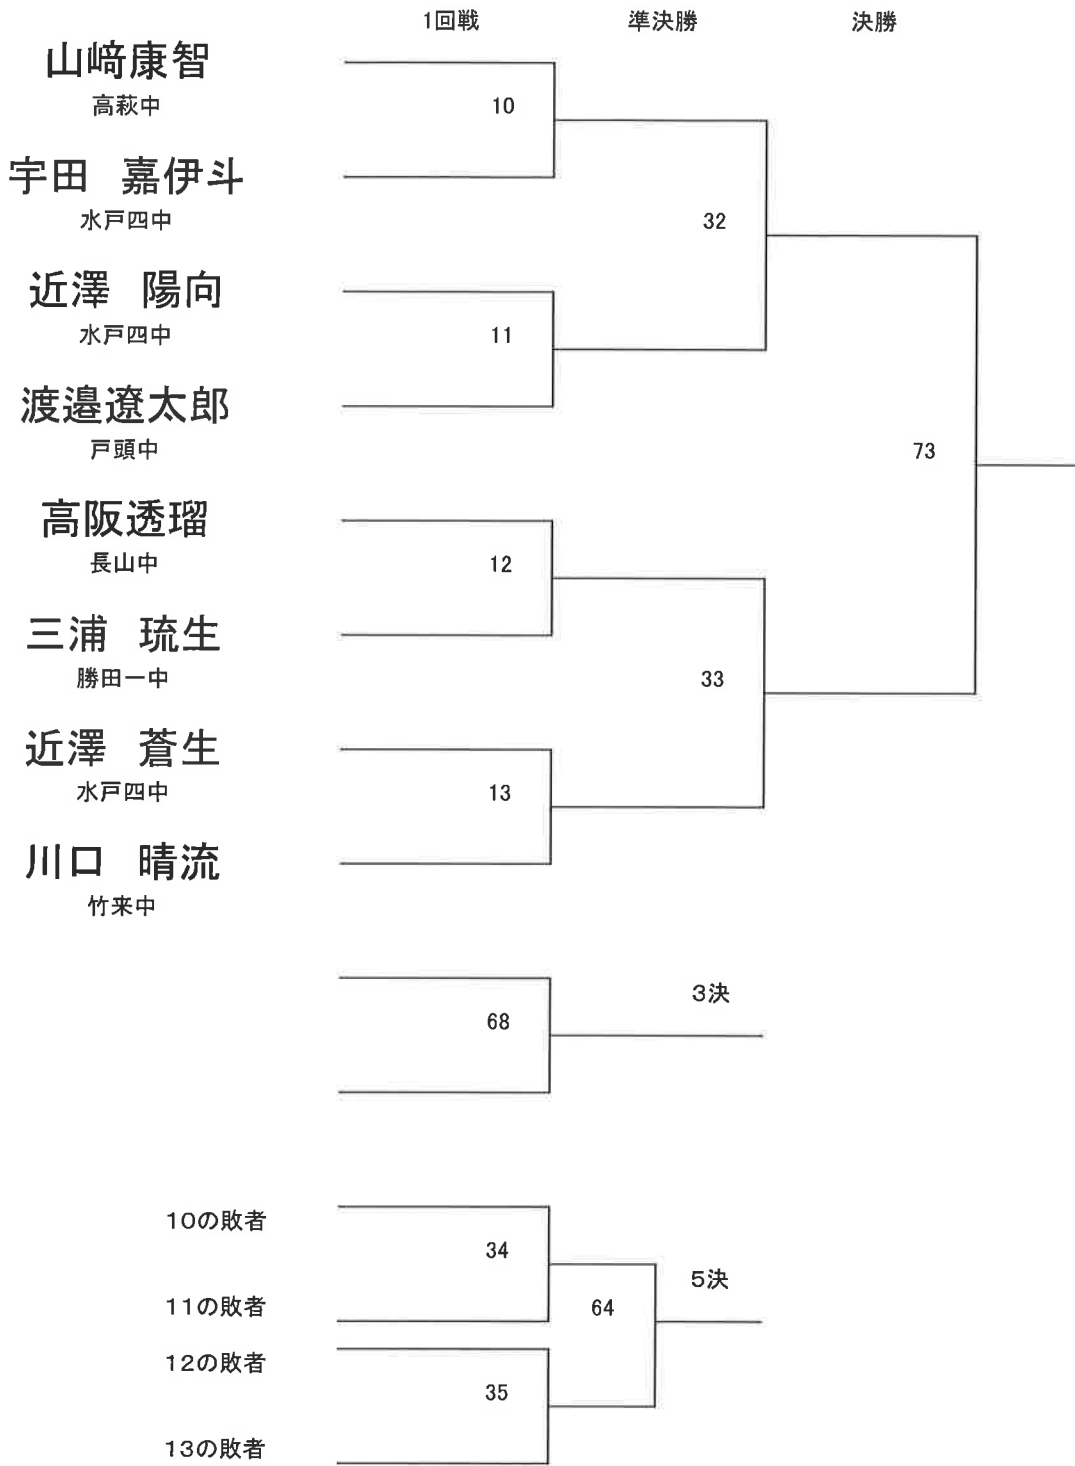 1回戦 準決勝 決勝
山﨑康智
高萩中
10
宇田 嘉伊斗
水戸四中
32
近澤 陽向
水戸四中
11
渡邉遼太郎
戸頭中
73
高阪透瑠
長山中
12
三浦 琉生
勝田一中
33
近澤 蒼生
水戸四中
13
川口 晴流
竹来中
68
3決
10の敗者
34
11の敗者
64
5決
12の敗者
35
13の敗者